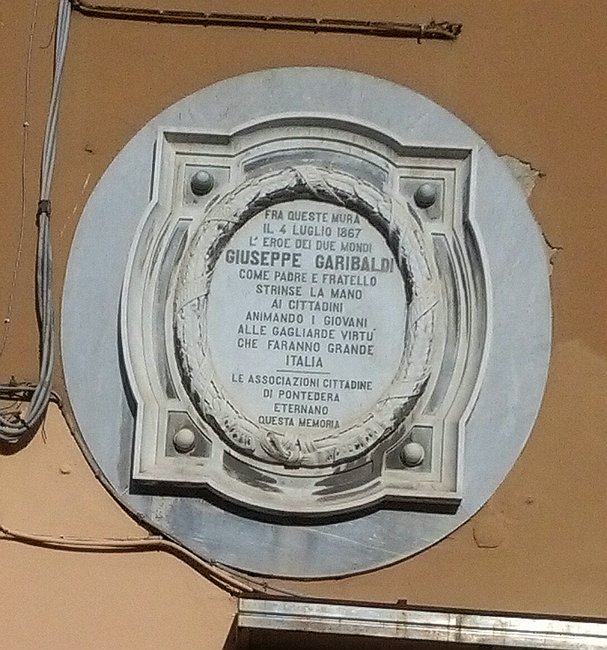 FRA QUESTE MURA
IL 4 LUGLIO 1867
L'EROE DEI DUE MONDI
GIUSEPPE GARIBALDI
COME PADRE E FRATELLO
STRINSE LA MANO
AI CITTADINI
ANIMANDO I GIOVANI
ALLE GAGLIARDE VIRTU'
CHE FARANNO GRANDE
ITALIA
LE ASSOCIAZIONI CITTADINE
DI PONTEDERA
ETERNANO
QUESTA MEMORIA